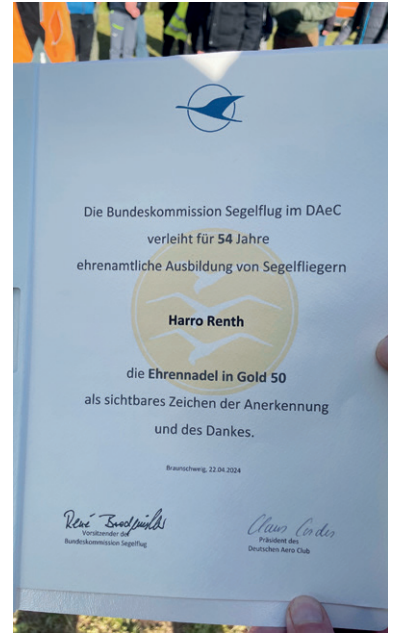 Die Bundeskommission Segelflug im DAeC
verleiht für 54 Jahre
ehrenamtliche Ausbildung von Segelfliegern
Harro Renth
die Ehrennadel in Gold 50
als sichtbares Zeichen der Anerkennung
und des Dankes.
Braunschweig, 22.04.2024
René
Vorsitzender der
Bundeskommission Segelflug
Claus
Präsident des
Deutschen Aero Club